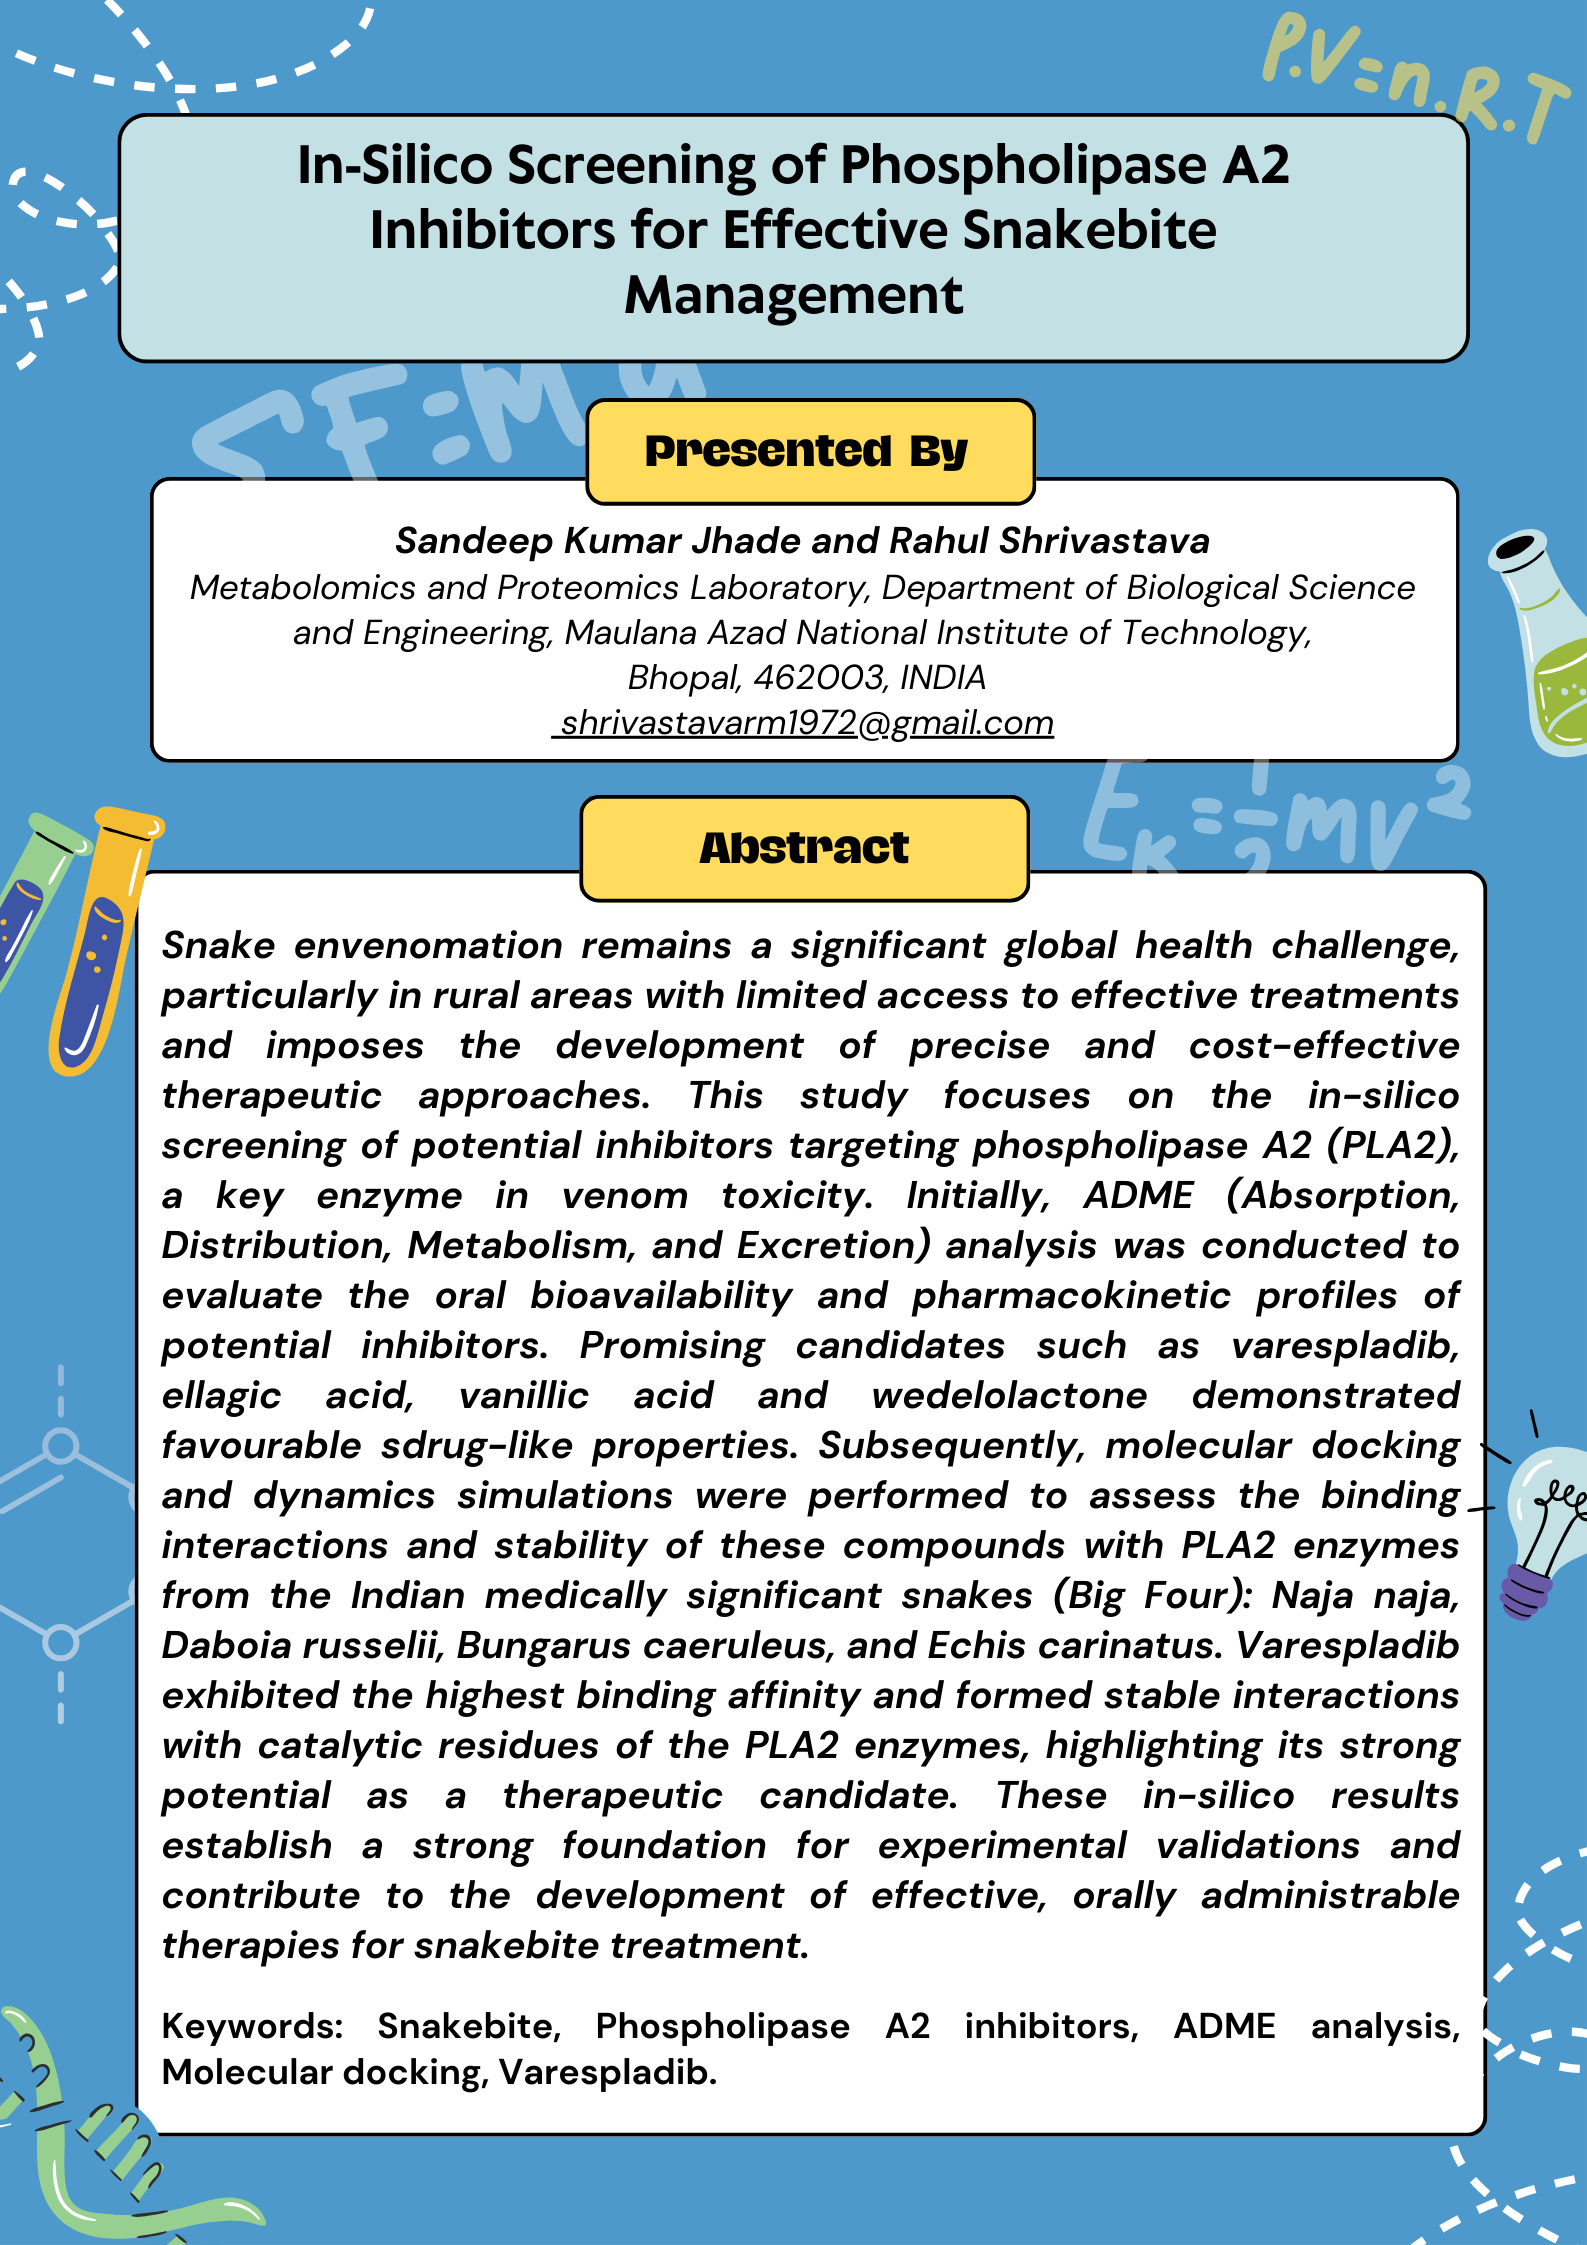 P.V=n.R.T
In-Silico Screening of Phospholipase A2
Inhibitors for Effective Snakebite
Management
ΣF=Ma
Presented By
Sandeep Kumar Jhade and Rahul Shrivastava
Metabolomics and Proteomics Laboratory, Department of Biological Science
and Engineering, Maulana Azad National Institute of Technology,
Bhopal, 462003, INDIA
shrivastavarm1972@gmail.com
Ek=1/2mv²
Abstract
Snake envenomation remains a significant global health challenge,
particularly in rural areas with limited access to effective treatments
and imposes the development of precise and cost-effective
therapeutic approaches. This study focuses on the in-silico
screening of potential inhibitors targeting phospholipase A2 (PLA2),
a key enzyme in venom toxicity. Initially, ADME (Absorption,
Distribution, Metabolism, and Excretion) analysis was conducted to
evaluate the oral bioavailability and pharmacokinetic profiles of
potential inhibitors. Promising candidates such as varespladib,
ellagic acid, vanillic acid and wedelolactone demonstrated
favourable sdrug-like properties. Subsequently, molecular docking
and dynamics simulations were performed to assess the binding
interactions and stability of these compounds with PLA2 enzymes
from the Indian medically significant snakes (Big Four): Naja naja,
Daboia russelii, Bungarus caeruleus, and Echis carinatus. Varespladib
exhibited the highest binding affinity and formed stable interactions
with catalytic residues of the PLA2 enzymes, highlighting its strong
potential as a therapeutic candidate. These in-silico results
establish a strong foundation for experimental validations and
contribute to the development of effective, orally administrable
therapies for snakebite treatment.
Keywords: Snakebite, Phospholipase A2 inhibitors, ADME analysis,
Molecular docking, Varespladib.